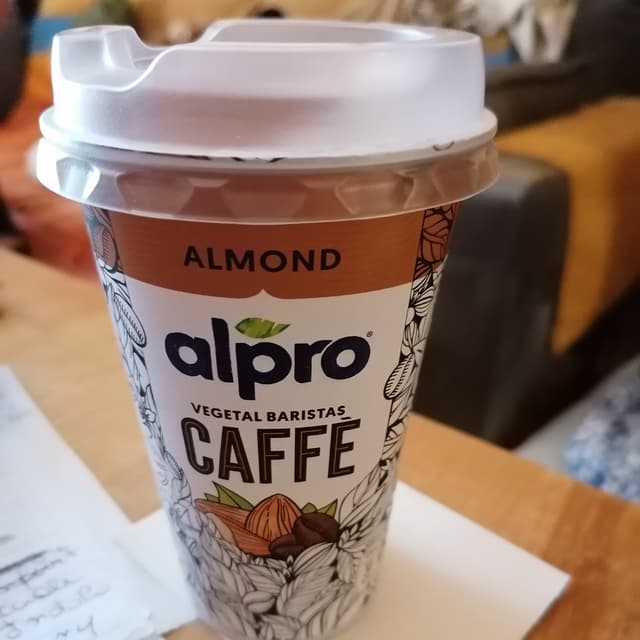 ALMOND
alpro®
VEGETAL BARISTAS
CAFFÈ